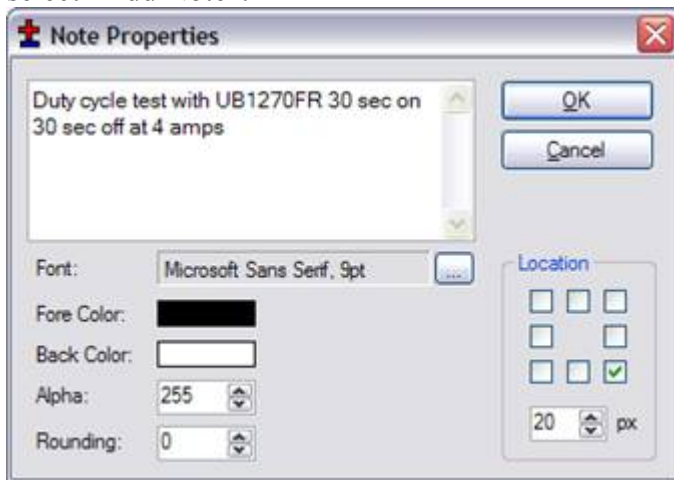 Note Properties
Duty cycle test with UB1270FR 30 sec on
30 sec off at 4 amps
OK
Cancel
Font:
Microsoft Sans Serif, 9pt
...
Location
Fore Color:
Back Color:
Alpha:
255
Rounding:
0
20
px